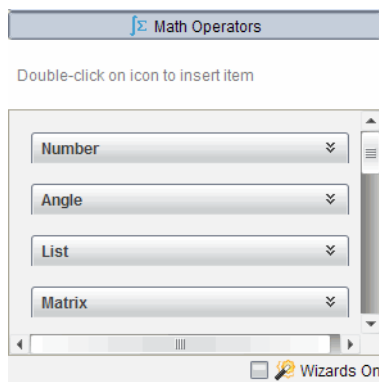 ∫Σ Math Operators
Double-click on icon to insert item
Number
Angle
List
Matrix
Wizards On